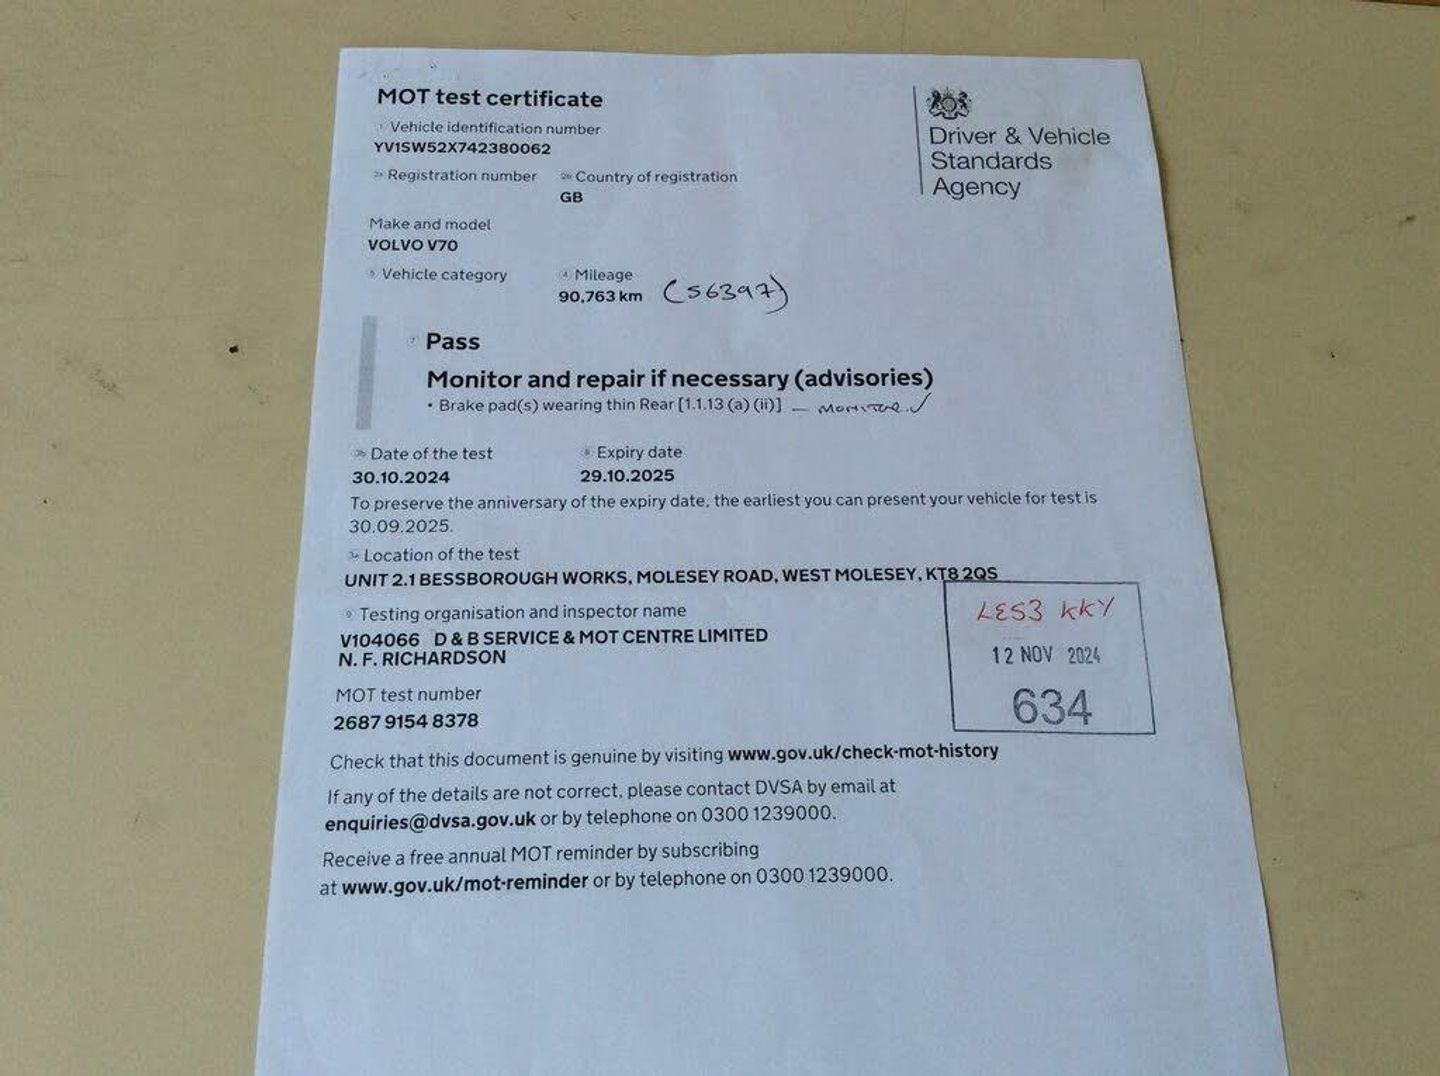 MOT test certificate
1 Vehicle identification number
YV1SW52X742380062
Driver & Vehicle
Standards
Agency
Registration number
Country of registration
GB
Make and model
VOLVO V70
Vehicle category
4 Mileage
90,763 km (56397)
7 Pass
Monitor and repair if necessary (advisories)
• Brake pad(s) wearing thin Rear [1.1.13 (a) (ii)] — MONITOR ✓
Date of the test
Expiry date
30.10.2024
29.10.2025
To preserve the anniversary of the expiry date, the earliest you can present your vehicle for test is
30.09.2025.
Location of the test
UNIT 2.1 BESSBOROUGH WORKS, MOLESEY ROAD, WEST MOLESEY, KT8 2QS
9 Testing organisation and inspector name
V104066 D & B SERVICE & MOT CENTRE LIMITED
N. F. RICHARDSON
LE53 KKY
12 NOV 2024
634
MOT test number
2687 9154 8378
Check that this document is genuine by visiting www.gov.uk/check-mot-history
If any of the details are not correct, please contact DVSA by email at
enquiries@dvsa.gov.uk or by telephone on 0300 1239000.
Receive a free annual MOT reminder by subscribing
at www.gov.uk/mot-reminder or by telephone on 0300 1239000.